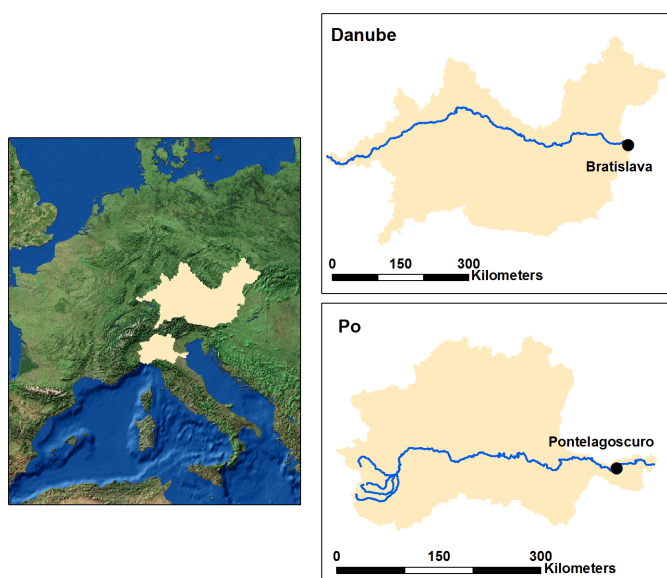 Danube
Bratislava
0 150 300
Kilometers
Po
Pontelagoscuro
0 150 300
Kilometers